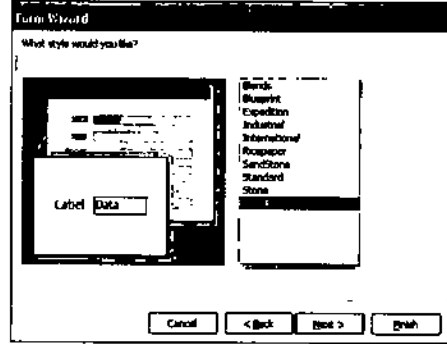 Form Wizard
What style would you like?
Blends
Blueprint
Expedition
Industrial
International
Ricepaper
SandStone
Standard
Stone
Label Data
Cancel < Back Next > Finish